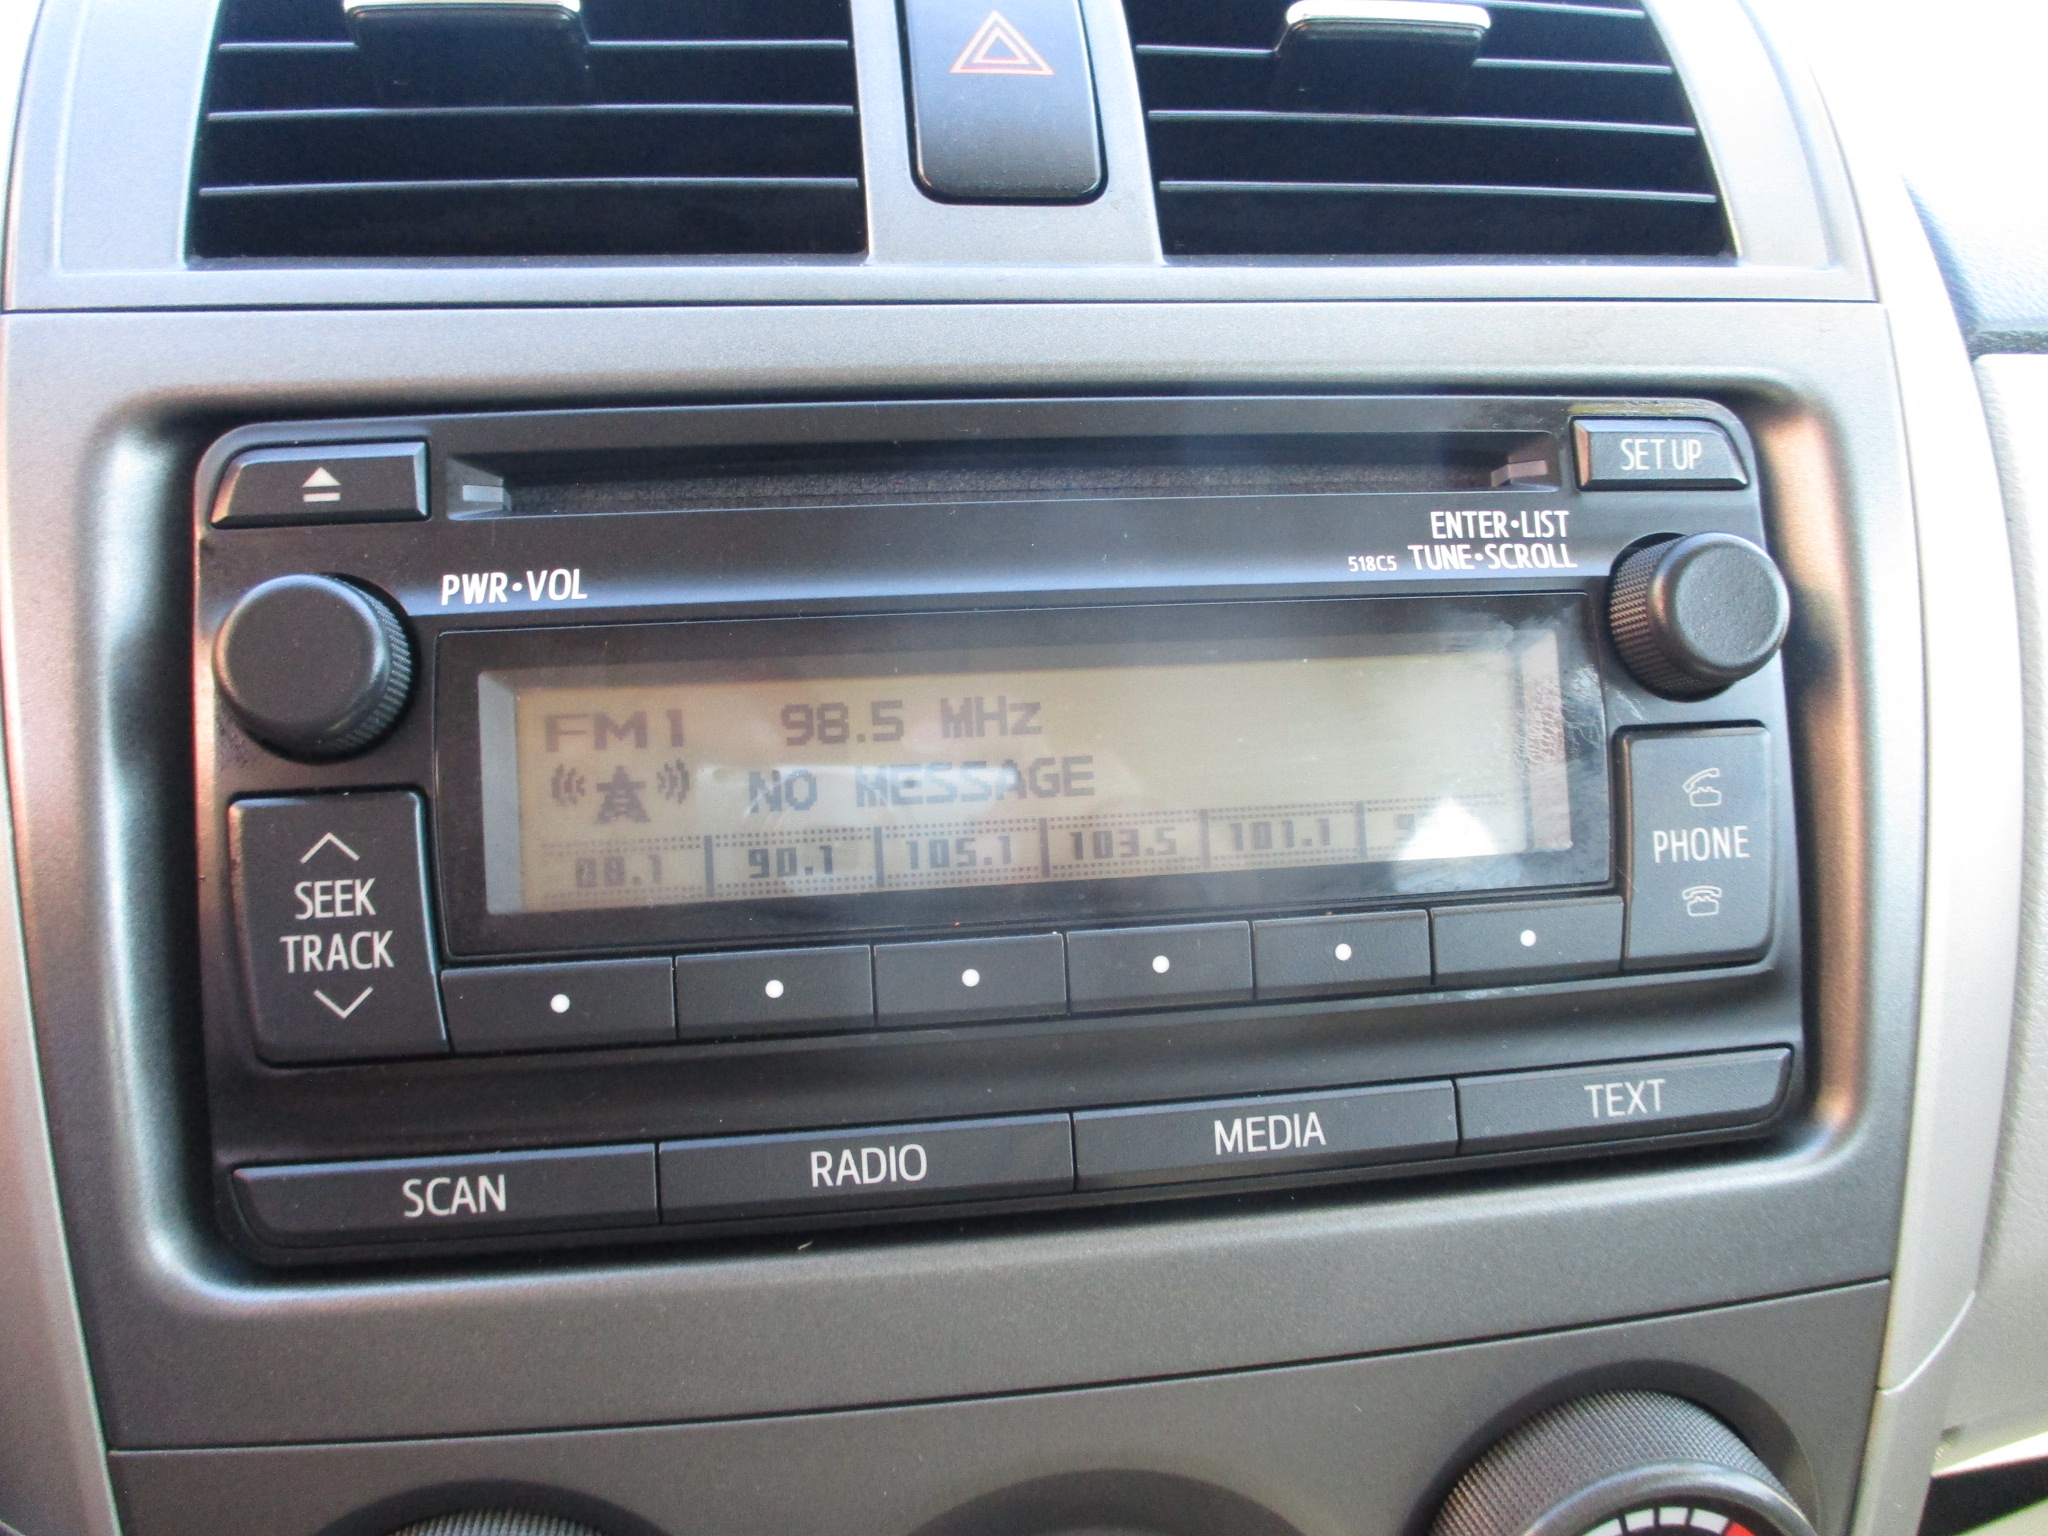 SET UP
ENTER•LIST
518C5 TUNE•SCROLL
PWR•VOL
FM1 98.5 MHz
NO MESSAGE
88.1 90.1 105.1 103.5 101.1
SEEK
TRACK
PHONE
SCAN RADIO MEDIA TEXT